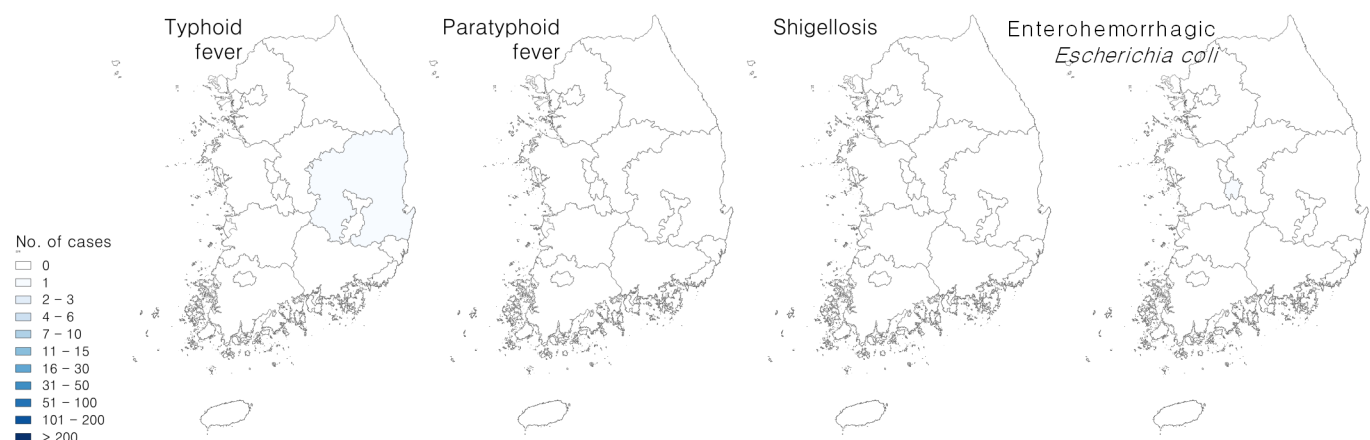 Typhoid
fever
Paratyphoid
fever
Shigellosis
Enterohemorrhagic
Escherichia coli
No. of cases
0
1
2 – 3
4 – 6
7 – 10
11 – 15
16 – 30
31 – 50
51 – 100
101 – 200
> 200